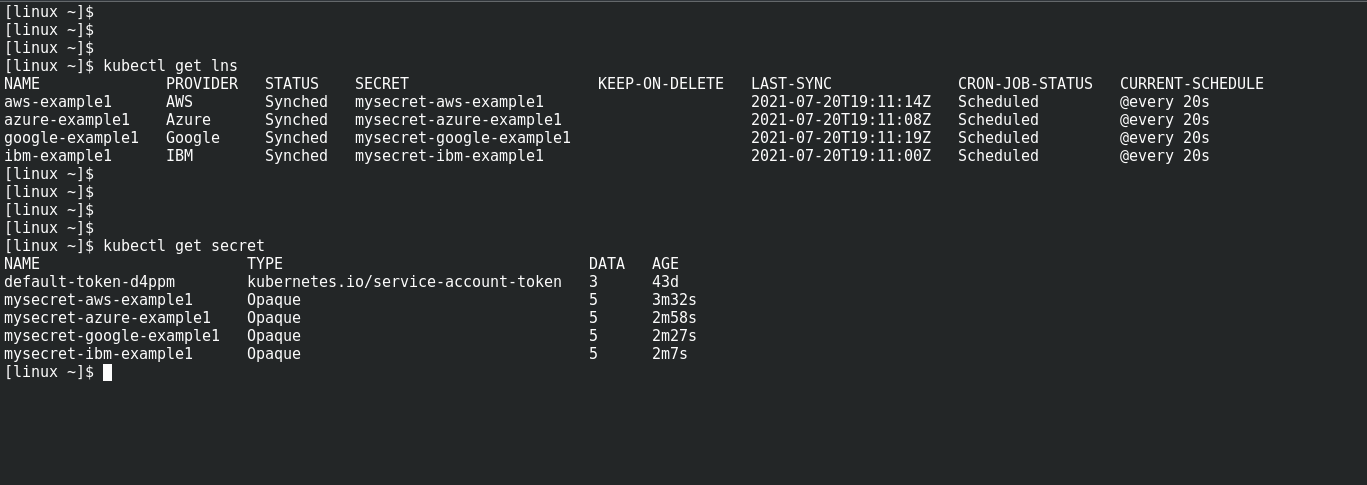 [linux ~]$
[linux ~]$
[linux ~]$
[linux ~]$ kubectl get lns
NAME              PROVIDER   STATUS    SECRET                     KEEP-ON-DELETE   LAST-SYNC              CRON-JOB-STATUS   CURRENT-SCHEDULE
aws-example1      AWS        Synched   mysecret-aws-example1                       2021-07-20T19:11:14Z   Scheduled         @every 20s
azure-example1    Azure      Synched   mysecret-azure-example1                     2021-07-20T19:11:08Z   Scheduled         @every 20s
google-example1   Google     Synched   mysecret-google-example1                    2021-07-20T19:11:19Z   Scheduled         @every 20s
ibm-example1      IBM        Synched   mysecret-ibm-example1                       2021-07-20T19:11:00Z   Scheduled         @every 20s
[linux ~]$
[linux ~]$
[linux ~]$
[linux ~]$
[linux ~]$ kubectl get secret
NAME                       TYPE                                  DATA   AGE
default-token-d4ppm        kubernetes.io/service-account-token   3      43d
mysecret-aws-example1      Opaque                                5      3m32s
mysecret-azure-example1    Opaque                                5      2m58s
mysecret-google-example1   Opaque                                5      2m27s
mysecret-ibm-example1      Opaque                                5      2m7s
[linux ~]$